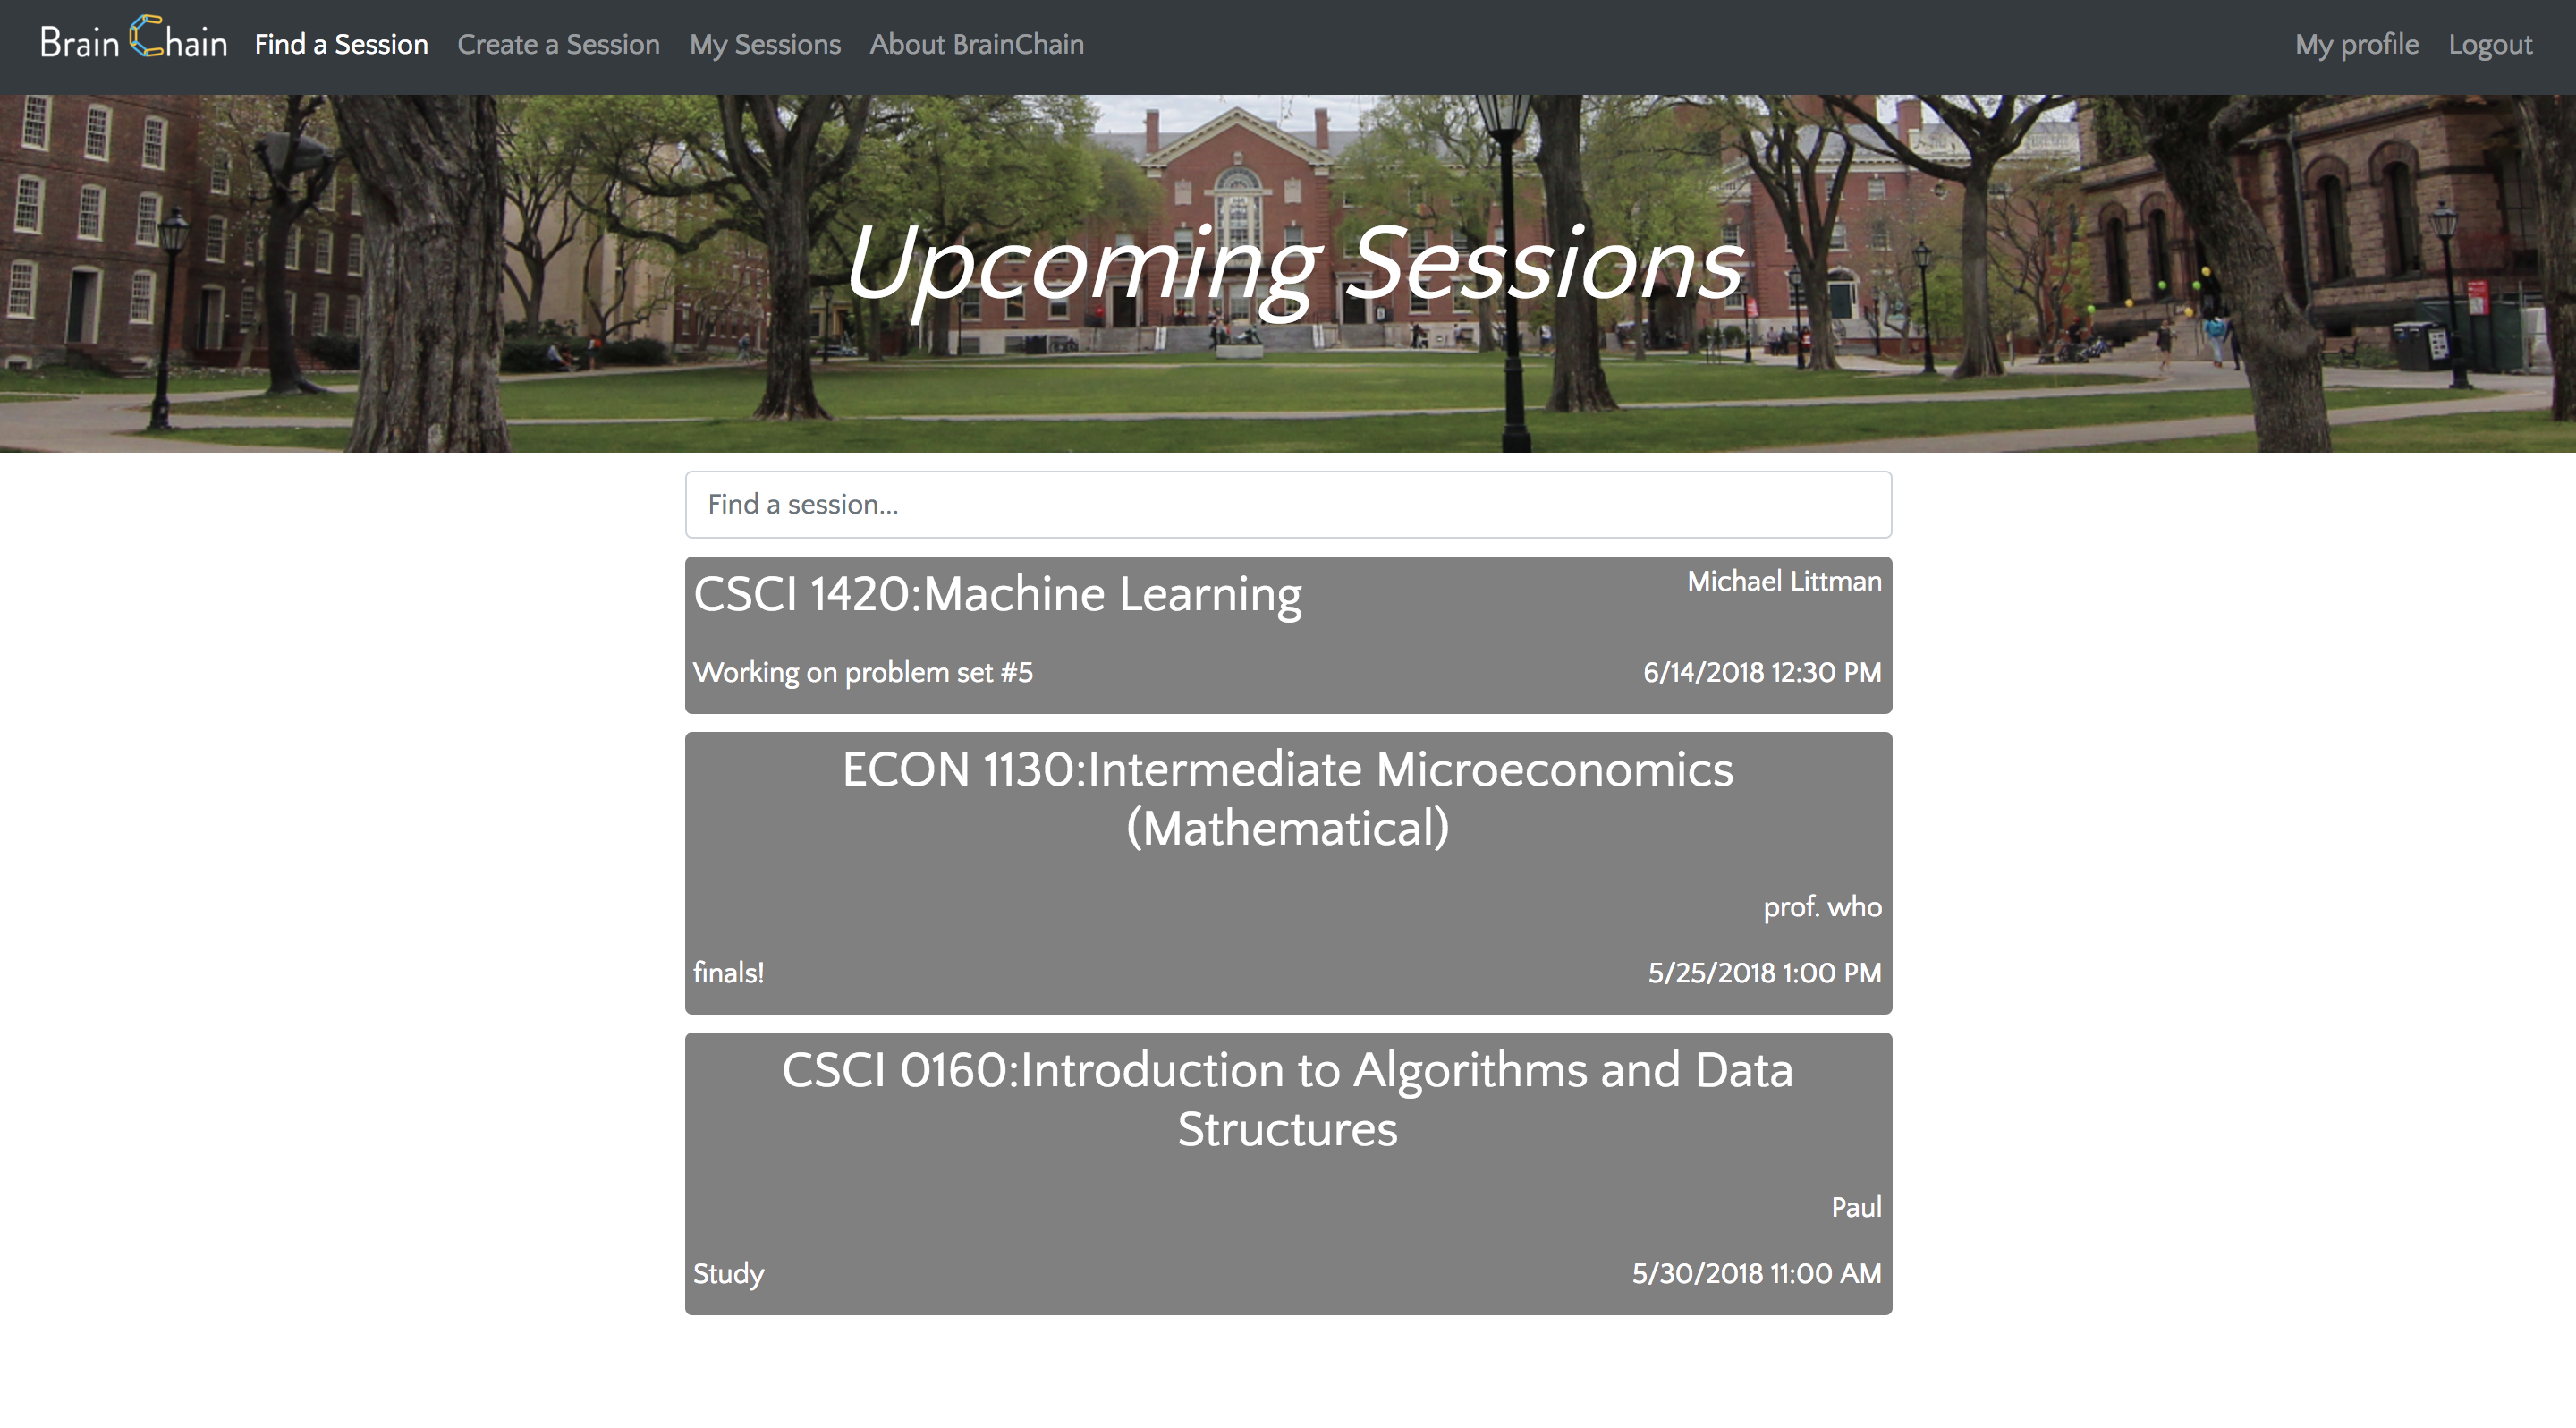 Brain Chain Find a Session Create a Session My Sessions About BrainChain My profile Logout
Upcoming Sessions
Find a session...
CSCI 1420:Machine Learning
Michael Littman
Working on problem set #5
6/14/2018 12:30 PM
ECON 1130:Intermediate Microeconomics
(Mathematical)
prof. who
finals!
5/25/2018 1:00 PM
CSCI 0160:Introduction to Algorithms and Data
Structures
Paul
Study
5/30/2018 11:00 AM